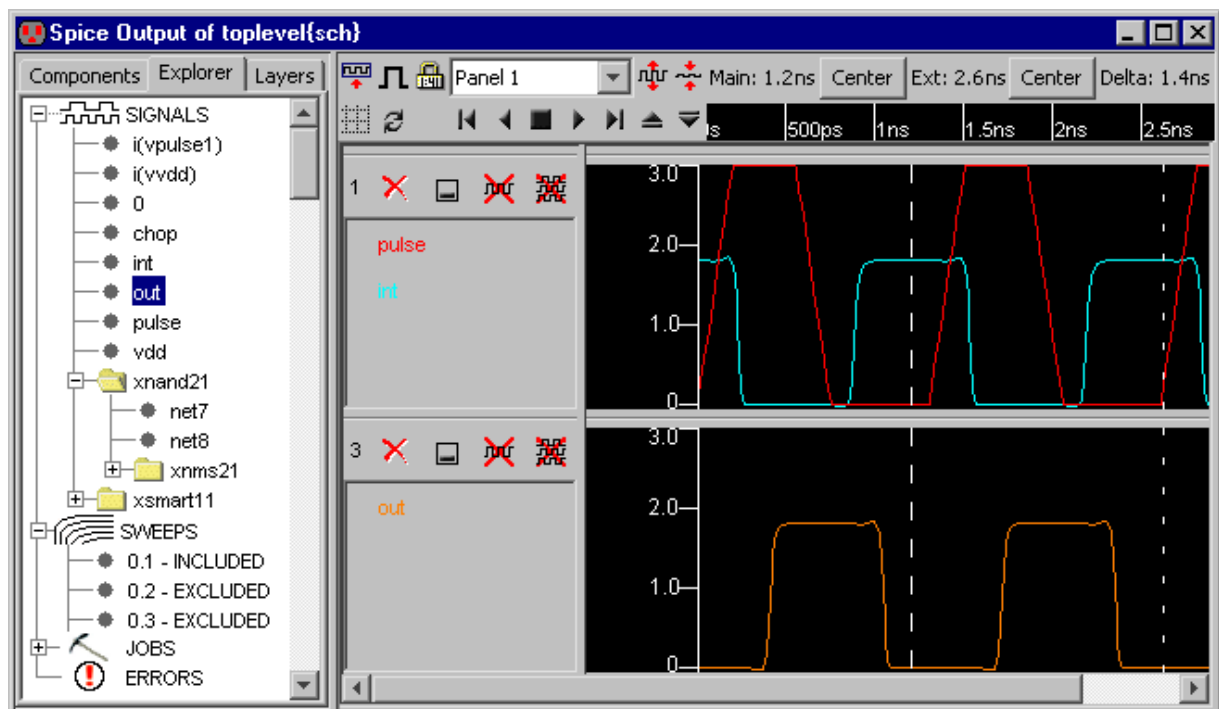 Spice Output of toplevel{sch}
Components Explorer Layers
SIGNALS
i(vpulse1)
i(vvdd)
0
chop
int
out
pulse
vdd
xnand21
net7
net8
xnms21
xsmart11
SWEEPS
0.1 - INCLUDED
0.2 - EXCLUDED
0.3 - EXCLUDED
JOBS
ERRORS
1:41 Panel 1 Main: 1.2ns Center Ext: 2.6ns Center Delta: 1.4ns
500ps 1ns 1.5ns 2ns 2.5ns
1
pulse
int
3.0
2.0
1.0
0
3
out
3.0
2.0
1.0
0